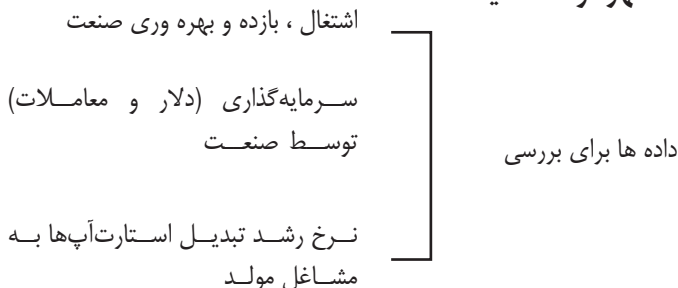 اشتغال ، بازده و بهره وری صنعت
سرمایه‌گذاری (دلار و معاملات)
توسط صنعت
داده ها برای بررسی
نرخ رشد تبدیل استارت‌آپ‌ها به
مشاغل مولد